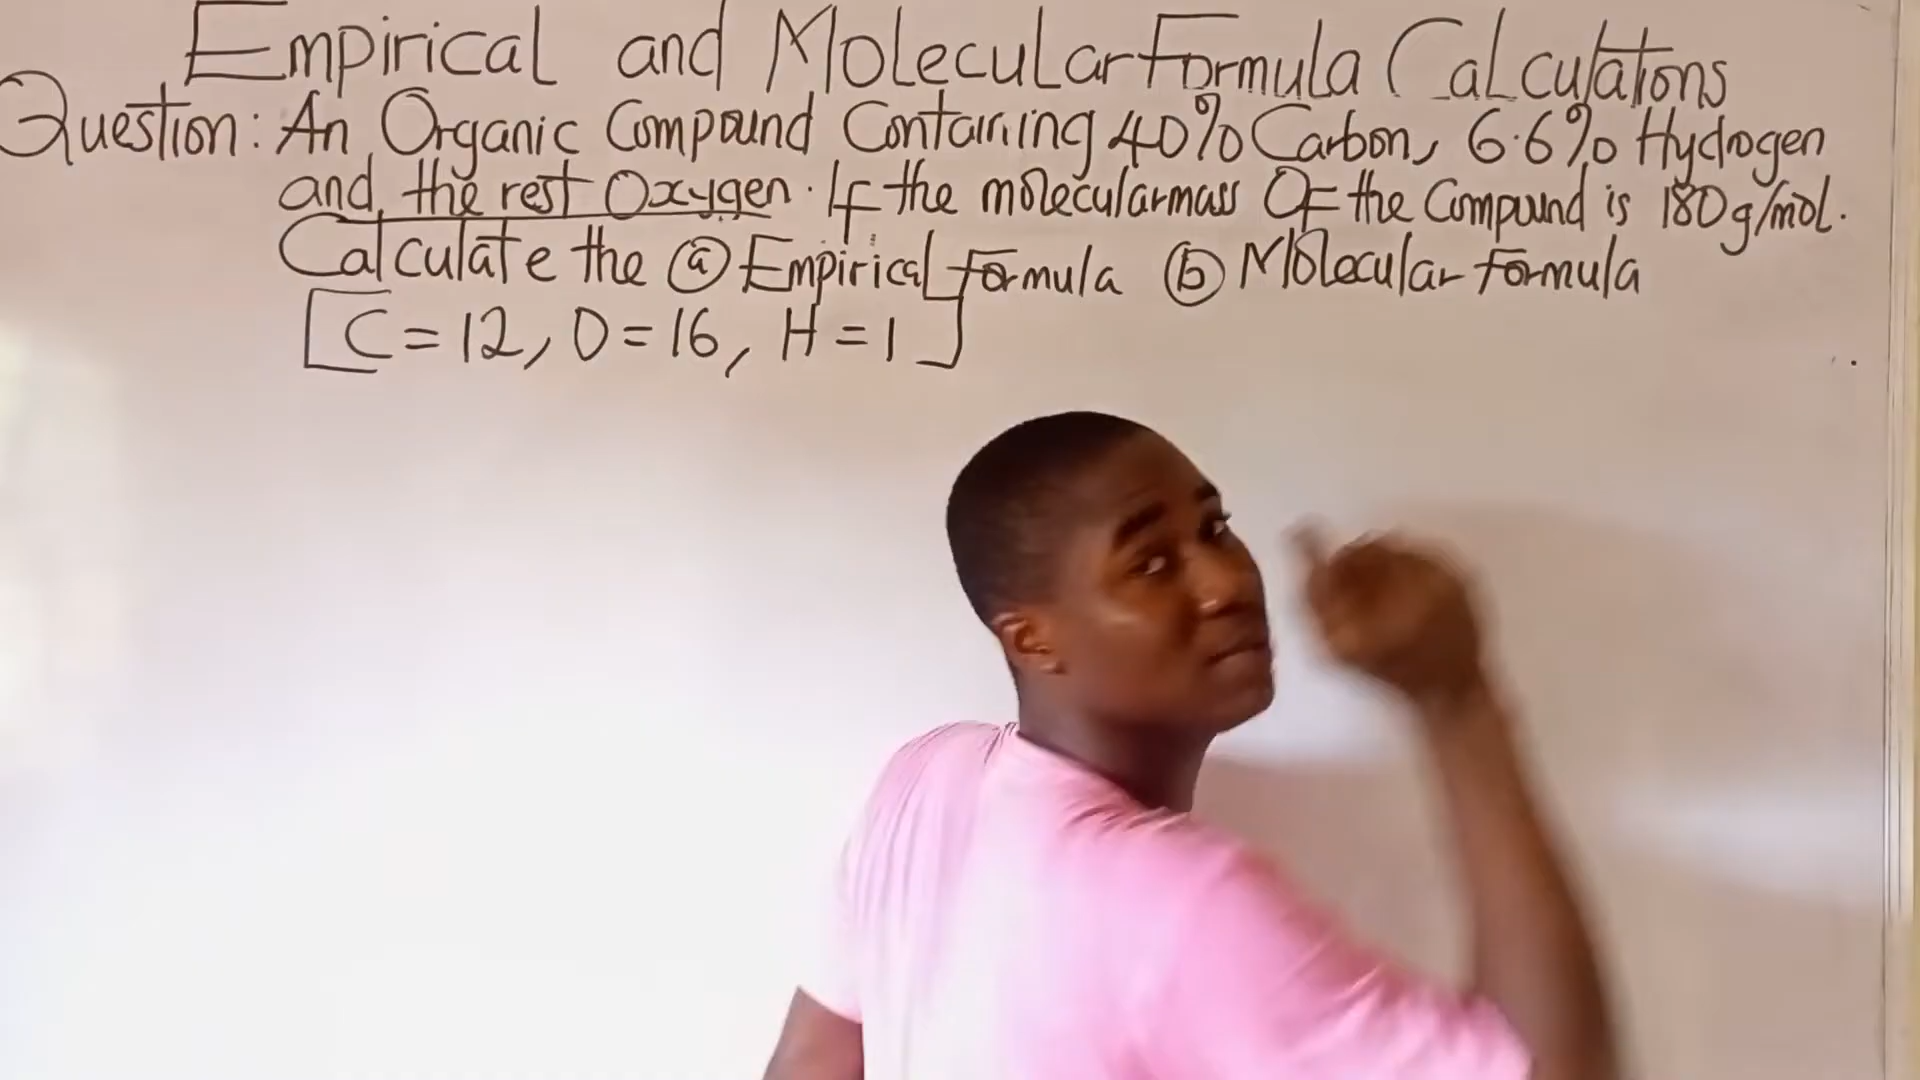 Empirical and Molecular Formula Calculations
Question: An Organic Compound Containing 40% Carbon, 6.6% Hydrogen
and the rest Oxygen. If the molecularmass Of the Compound is 180g/mol.
Calculate the (a) Empirical formula (b) Molecular formula
[C=12, O=16, H=1]